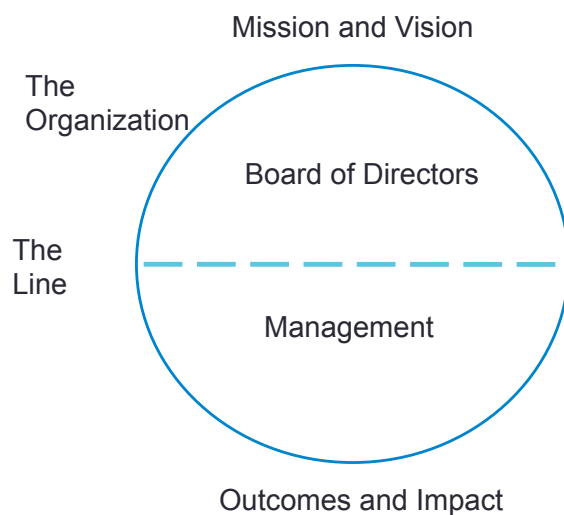 Mission and Vision
The
Organization
Board of Directors
The
Line
Management
Outcomes and Impact